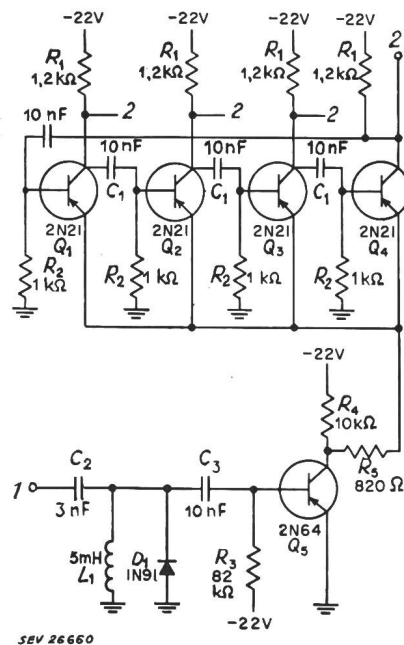 -22V -22V -22V -22V
R1 R1 R1 R1 2
1,2kΩ 1,2kΩ 1,2kΩ 1,2kΩ
2 2 2
10 nF 10nF 10nF 10nF
C1 C1 C1
2N21 2N21 2N21 2N21
Q1 Q2 Q3 Q4
R2 R2 R2 R2
1 kΩ 1 kΩ 1kΩ 1kΩ
-22V
R4
10kΩ
R5
820 Ω
1 C2 C3
3 nF 10nF
2N64
Q5
5mH D1 R3
L1 1N91 82
kΩ
-22V
SEV 26660